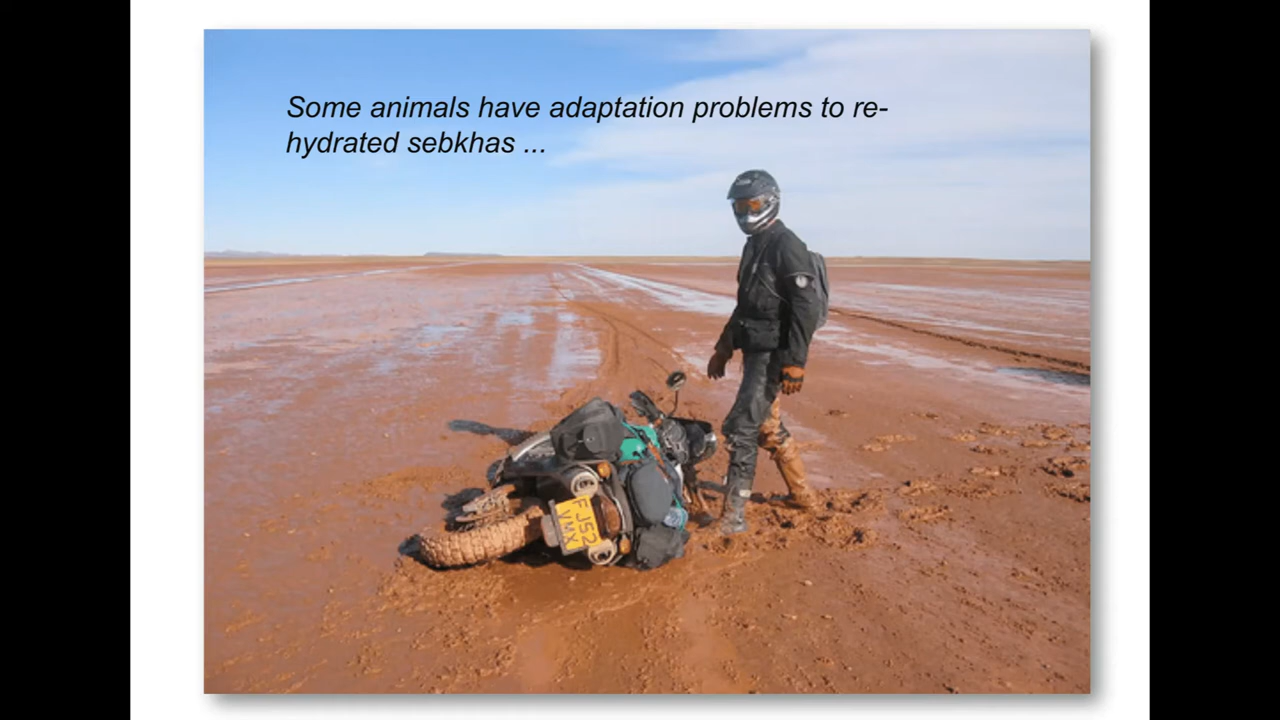 Some animals have adaptation problems to re-
hydrated sebkhas ...
FJ52
VMX